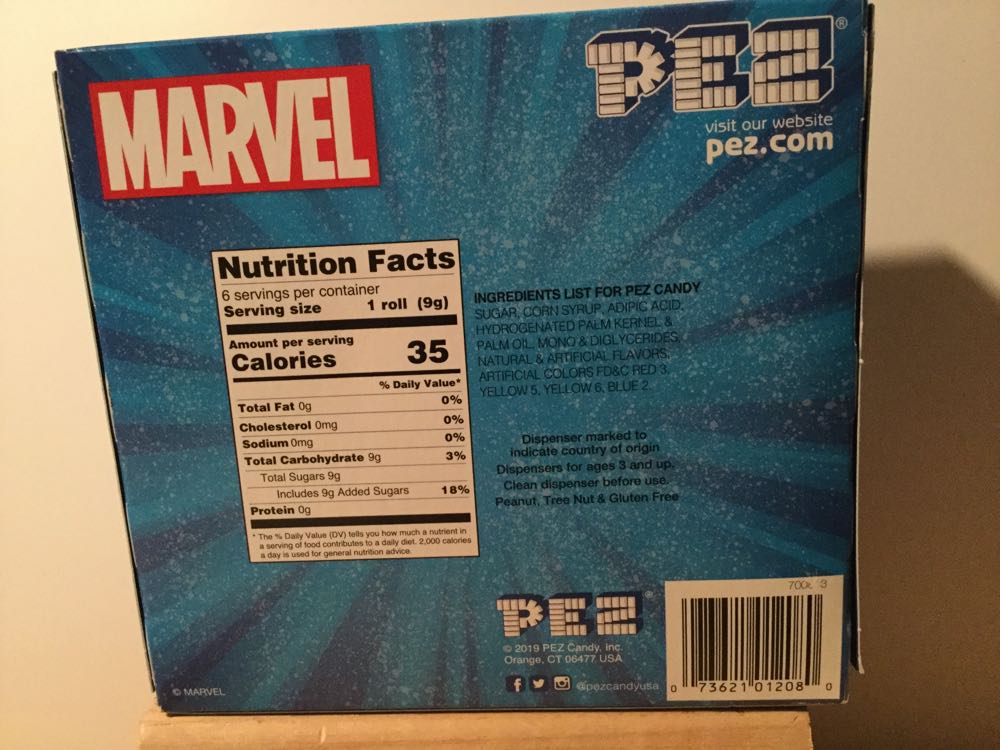 MARVEL
PEZ®
visit our website
pez.com
Nutrition Facts
6 servings per container
Serving size 1 roll (9g)
Amount per serving
Calories 35
% Daily Value*
Total Fat 0g 0%
Cholesterol 0mg 0%
Sodium 0mg 0%
Total Carbohydrate 9g 3%
Total Sugars 9g
Includes 9g Added Sugars 18%
Protein 0g
* The % Daily Value (DV) tells you how much a nutrient in
a serving of food contributes to a daily diet. 2,000 calories
a day is used for general nutrition advice.
INGREDIENTS LIST FOR PEZ CANDY
SUGAR, CORN SYRUP, ADIPIC ACID,
HYDROGENATED PALM KERNEL &
PALM OIL, MONO & DIGLYCERIDES,
NATURAL & ARTIFICIAL FLAVORS,
ARTIFICIAL COLORS FD&C RED 3,
YELLOW 5, YELLOW 6, BLUE 2.
Dispenser marked to
indicate country of origin
Dispensers for ages 3 and up.
Clean dispenser before use.
Peanut, Tree Nut & Gluten Free
PEZ®
© 2019 PEZ Candy, Inc.
Orange, CT 06477 USA
@pezcandyusa
© MARVEL
0 73621 01208 0